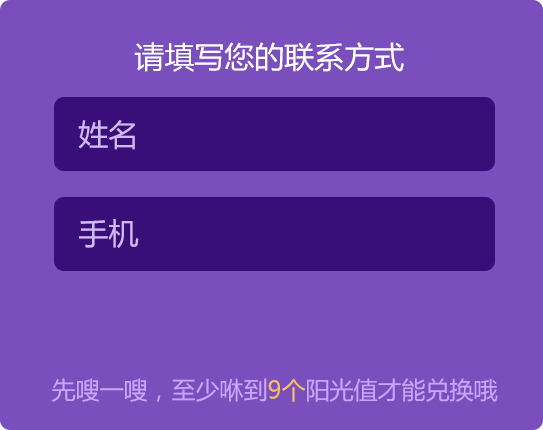 请填写您的联系方式
姓名
手机
先嗖一嗖，至少咻到9个阳光值才能兑换哦